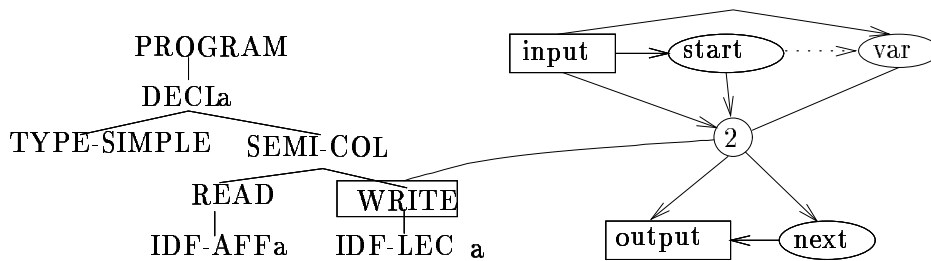 PROGRAM
DECLa
TYPE-SIMPLE
SEMI-COL
READ
WRITE
IDF-AFFa
IDF-LEC a
input
start
var
2
output
next